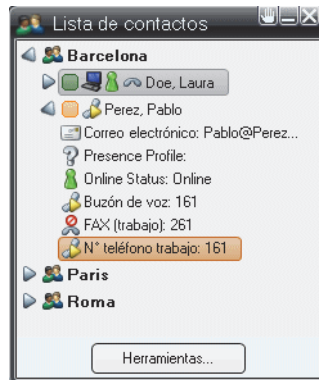 Lista de contactos
Barcelona
Doe, Laura
Perez, Pablo
Correo electrónico: Pablo@Perez...
Presence Profile:
Online Status: Online
Buzón de voz: 161
FAX (trabajo): 261
N° teléfono trabajo: 161
Paris
Roma
Herramientas...